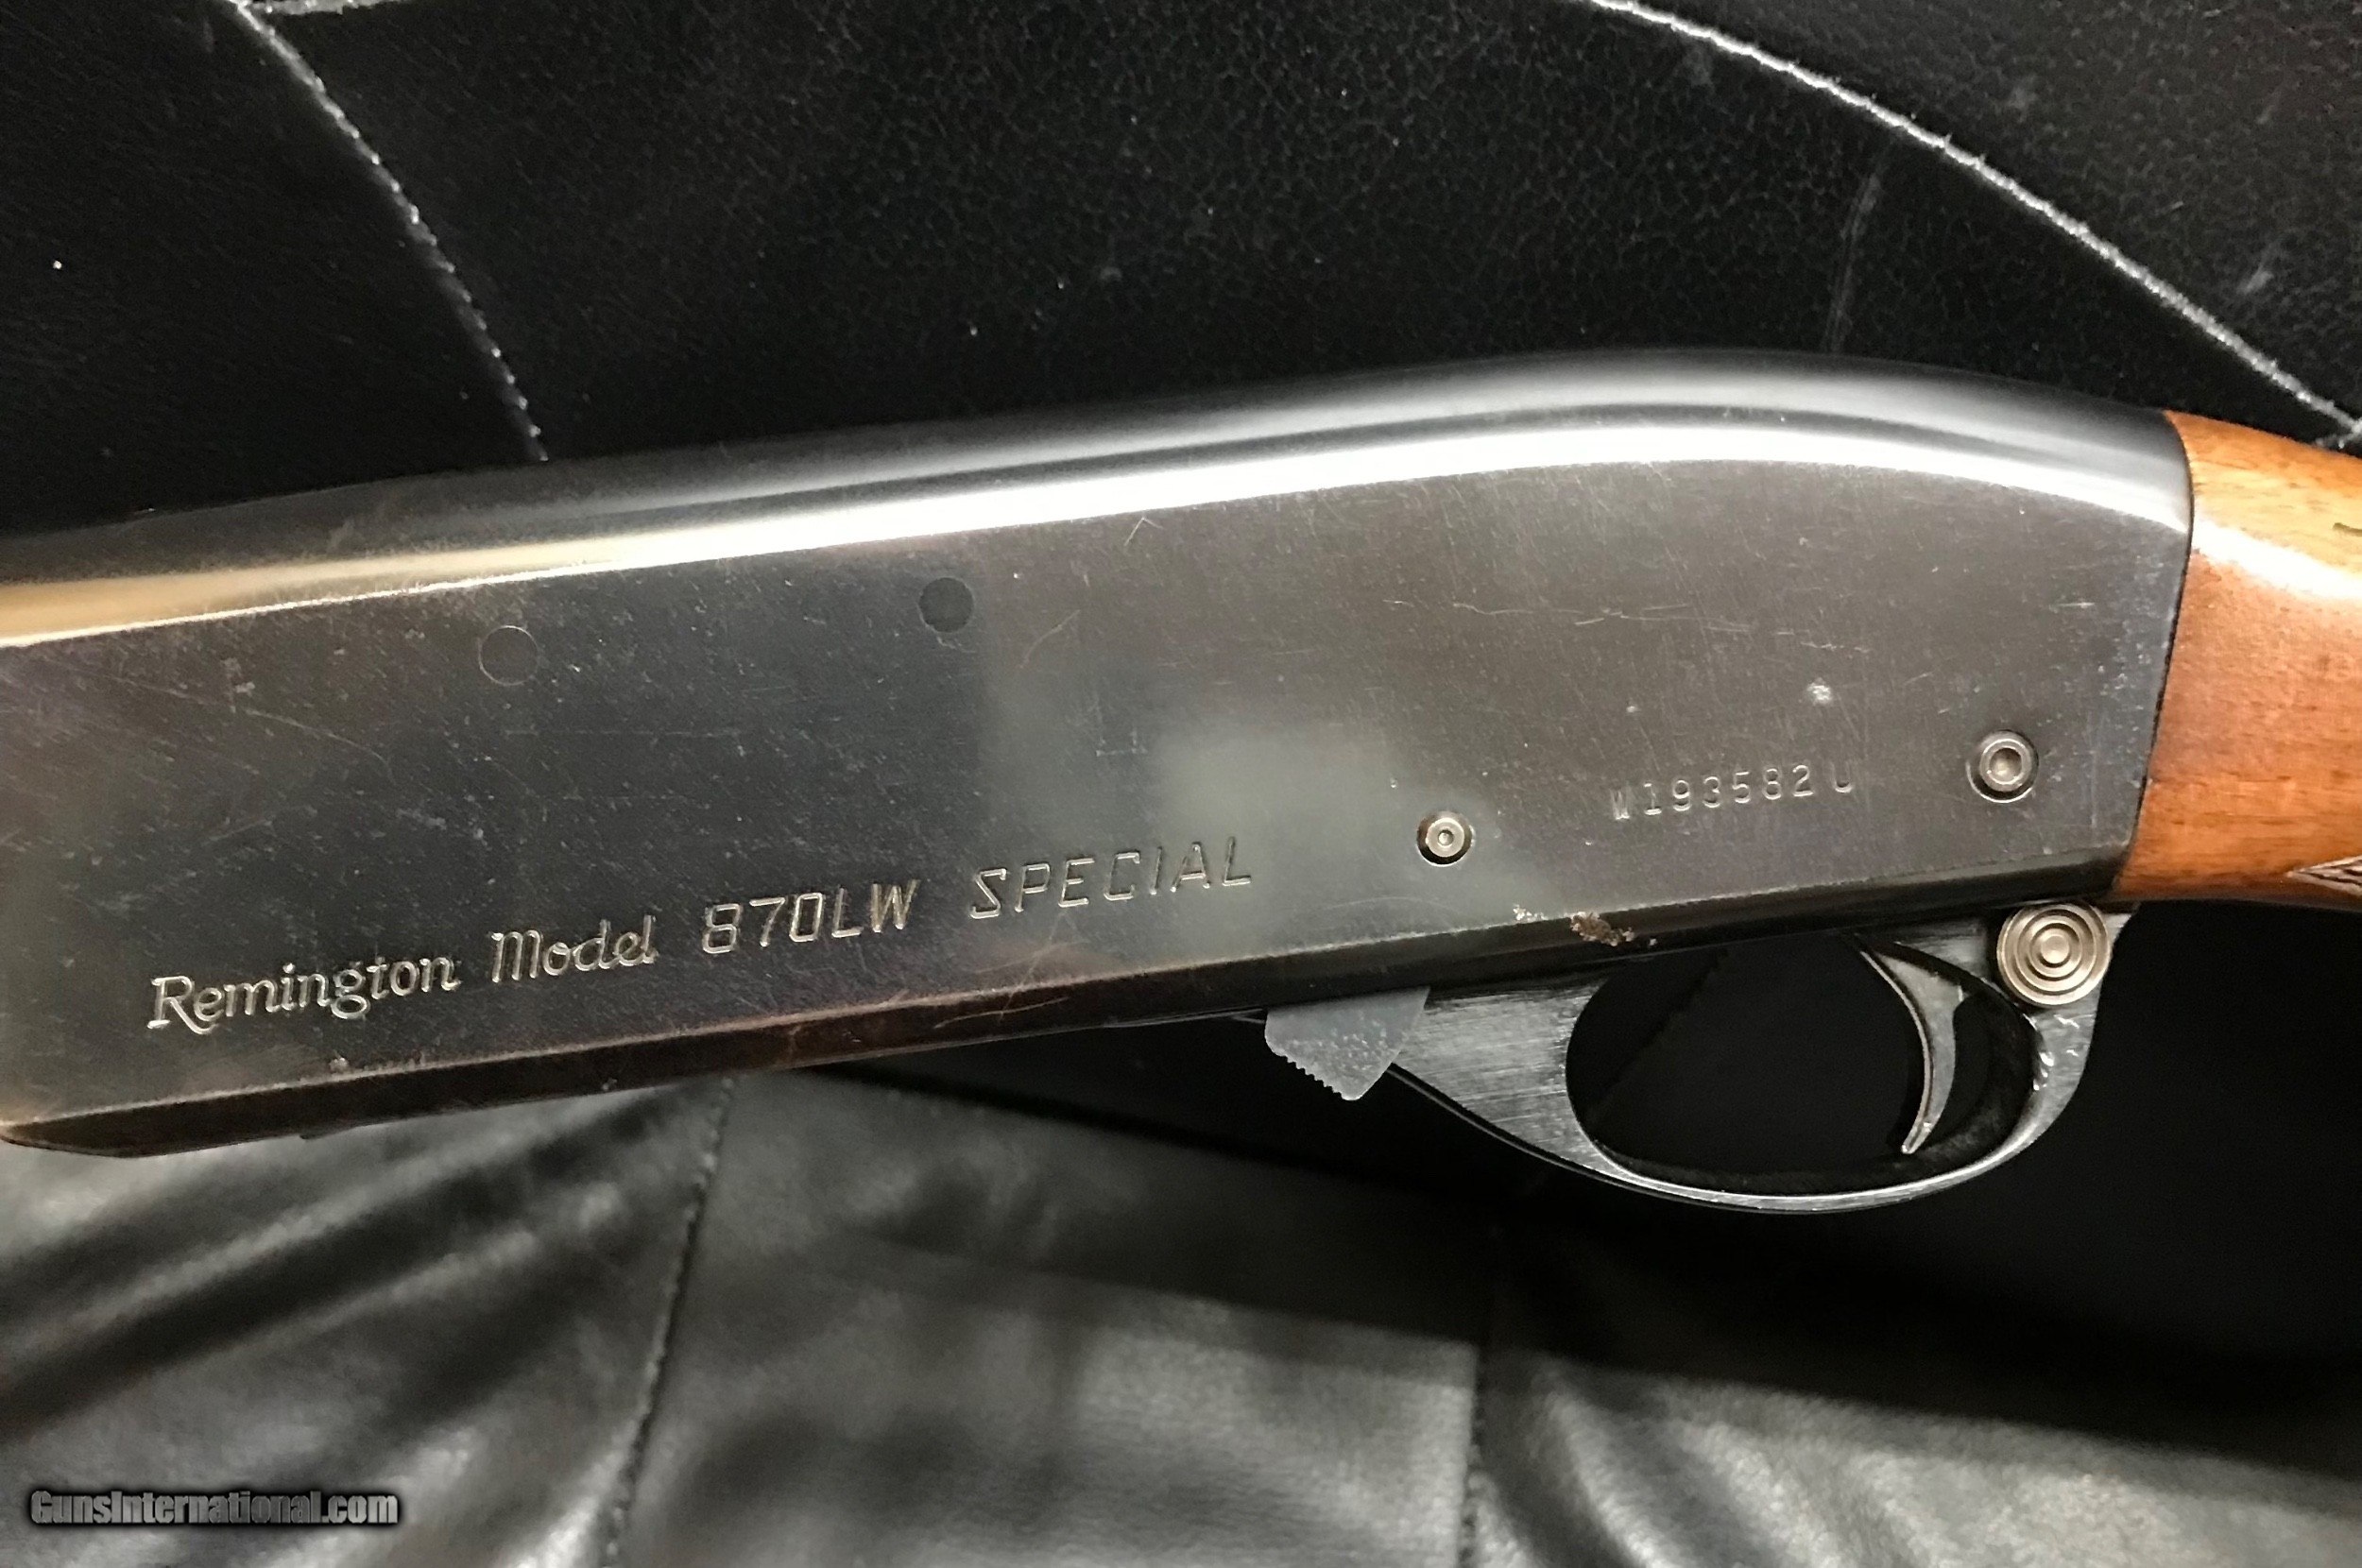 W193582U
Remington Model 870LW SPECIAL
GunsInternational.com